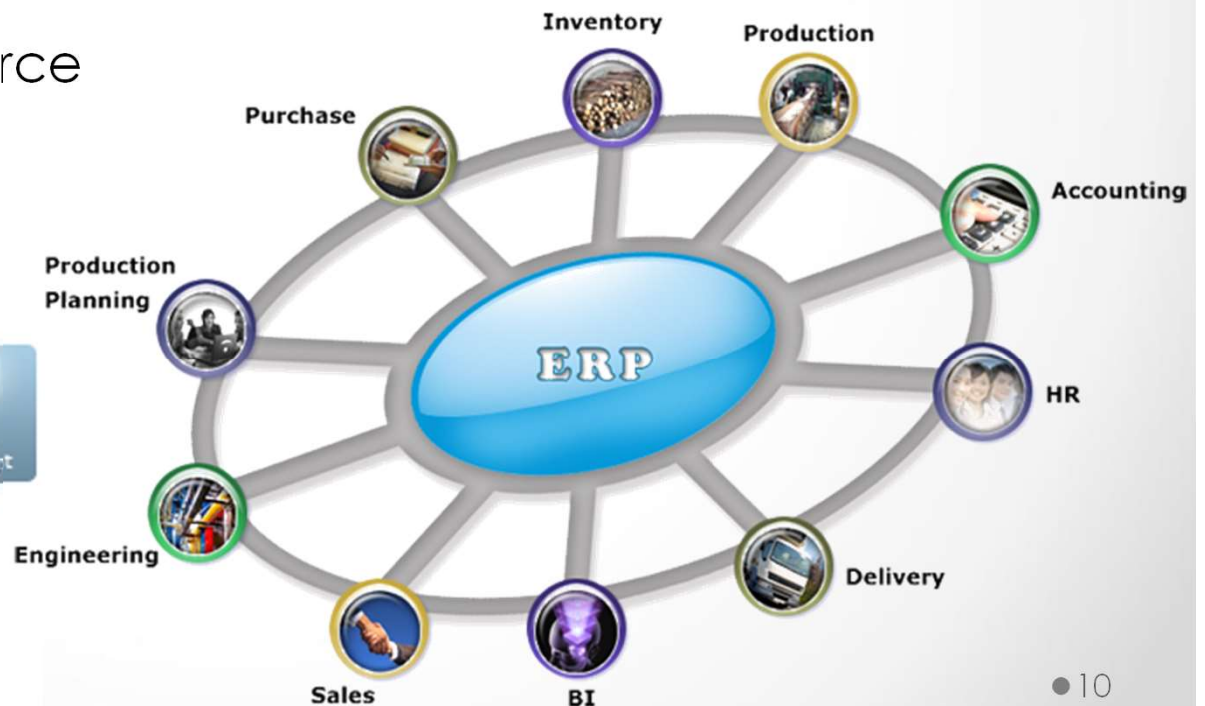 Inventory
Production
rce
Purchase
Accounting
Production
Planning
ERP
HR
Engineering
Delivery
Sales
BI
10